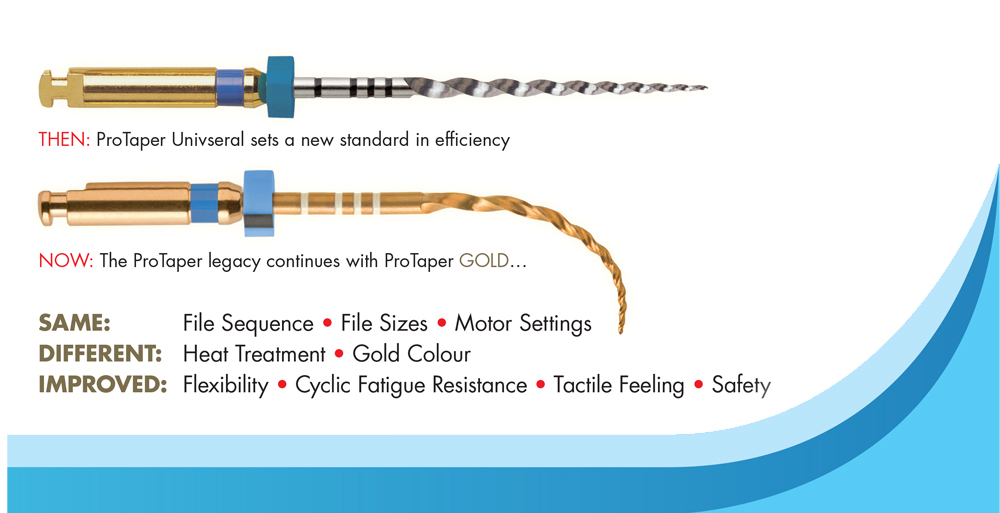 THEN: ProTaper Univseral sets a new standard in efficiency
NOW: The ProTaper legacy continues with ProTaper GOLD...
SAME: File Sequence • File Sizes • Motor Settings
DIFFERENT: Heat Treatment • Gold Colour
IMPROVED: Flexibility • Cyclic Fatigue Resistance • Tactile Feeling • Safety